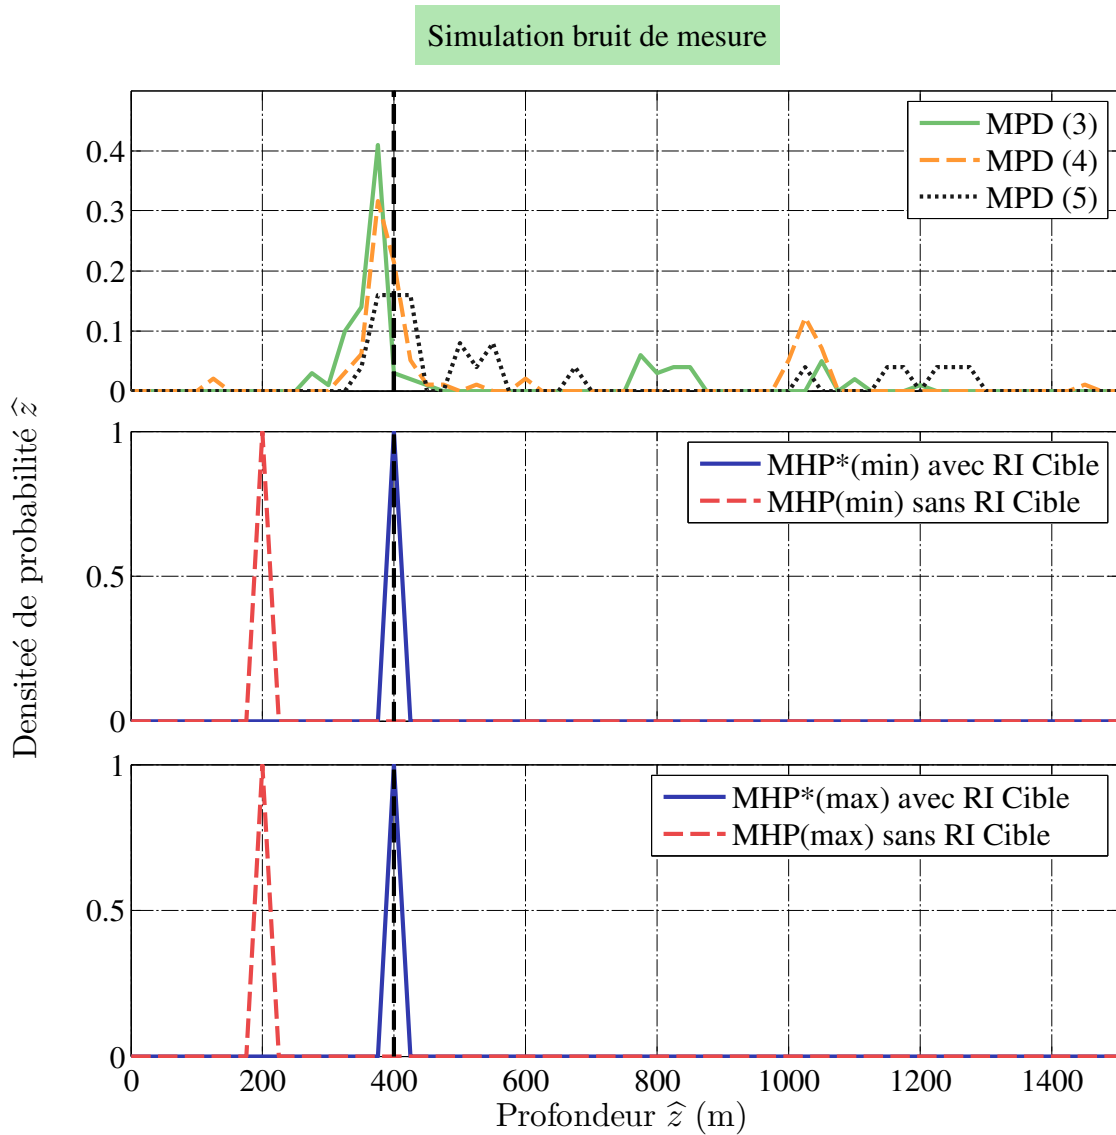 Simulation bruit de mesure
MPD (3)
MPD (4)
MPD (5)
0.4
0.3
0.2
0.1
0
MHP*(min) avec RI Cible
MHP(min) sans RI Cible
1
0.5
0
MHP*(max) avec RI Cible
MHP(max) sans RI Cible
1
0.5
0
0 200 400 600 800 1000 1200 1400
Profondeur ẑ (m)
Densiteé de probabilité ẑ